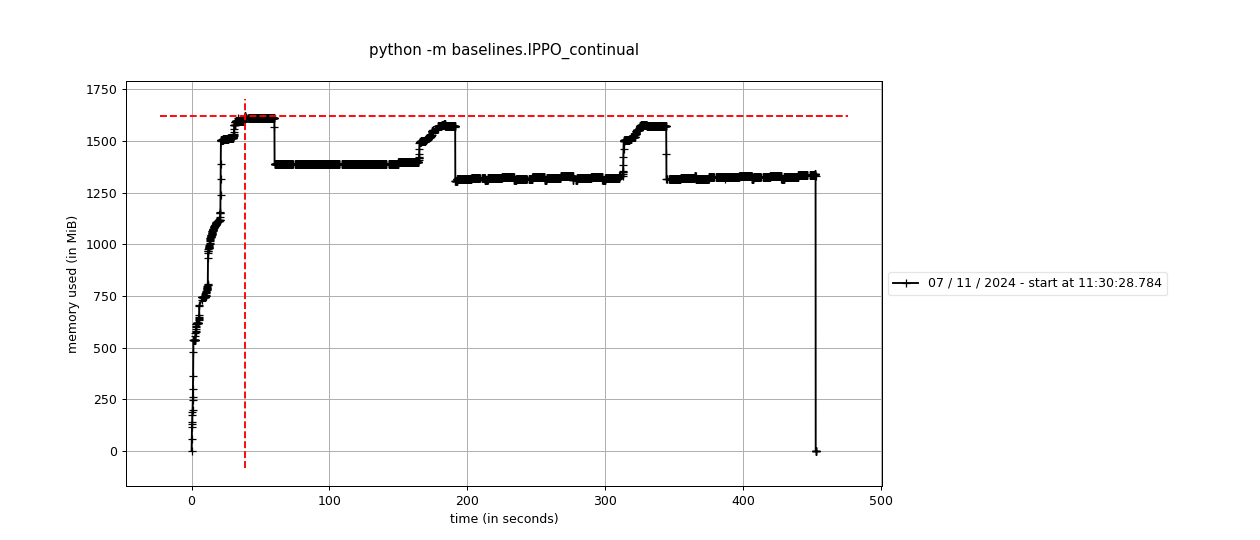 python -m baselines.IPPO_continual
memory used (in MiB)
1750
1500
1250
1000
750
500
250
0
0 100 200 300 400 500
time (in seconds)
07 / 11 / 2024 - start at 11:30:28.784